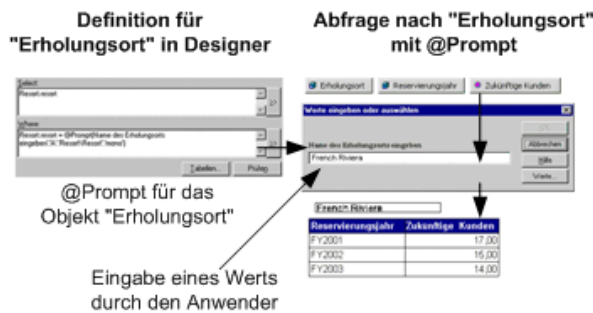 Definition für
"Erholungsort" in Designer
Abfrage nach "Erholungsort"
mit @Prompt
Select:
Resort.resort
Where:
Resort.resort = @Prompt('Name des Erholungsorts
eingeben','A','Resort\Resort','mono')
Tabellen...
Prüfen
Erholungsort
Reservierungsjahr
Zukünftige Kunden
Werte eingeben oder auswählen
OK
Name des Erholungsorts eingeben
French Riviera
Abbrechen
Hilfe
Werte...
@Prompt für das
Objekt "Erholungsort"
French Riviera
Reservierungsjahr Zukünftige Kunden
FY2001 17,00
FY2002 15,00
FY2003 14,00
Eingabe eines Werts
durch den Anwender